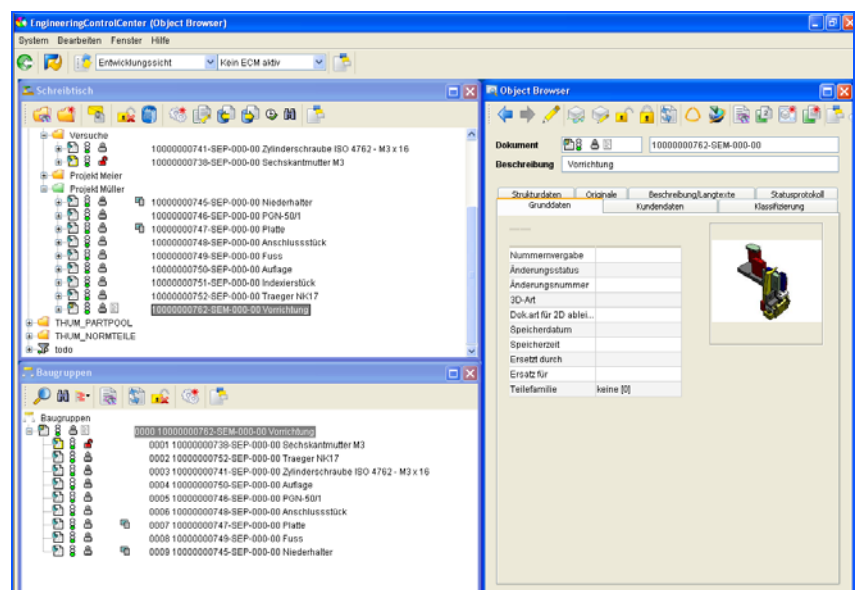 EngineeringControlCenter (Object Browser)
System Bearbeiten Fenster Hilfe
Entwicklungssicht Kein ECM aktiv
Schreibtisch
Versuche
10000000741-SEP-000-00 Zylinderschraube ISO 4762 - M3 x 16
10000000738-SEP-000-00 Sechskantmutter M3
Projekt Meier
Projekt Müller
10000000745-SEP-000-00 Niederhalter
10000000746-SEP-000-00 PGN-50/1
10000000747-SEP-000-00 Platte
10000000748-SEP-000-00 Anschlussstück
10000000749-SEP-000-00 Fuss
10000000750-SEP-000-00 Auflage
10000000751-SEP-000-00 Indexierstück
10000000752-SEP-000-00 Traeger NK17
10000000762-SEM-000-00 Vorrichtung
THUM_PARTPOOL
THUM_NORMTEILE
todo
Baugruppen
Baugruppen
0000 10000000762-SEM-000-00 Vorrichtung
0001 10000000738-SEP-000-00 Sechskantmutter M3
0002 10000000752-SEP-000-00 Traeger NK17
0003 10000000741-SEP-000-00 Zylinderschraube ISO 4762 - M3 x 16
0004 10000000750-SEP-000-00 Auflage
0005 10000000746-SEP-000-00 PGN-50/1
0006 10000000748-SEP-000-00 Anschlussstück
0007 10000000747-SEP-000-00 Platte
0008 10000000749-SEP-000-00 Fuss
0009 10000000745-SEP-000-00 Niederhalter
Object Browser
Dokument 10000000762-SEM-000-00
Beschreibung Vorrichtung
Strukturdaten Originale Beschreibung/Langtexte Statusprotokoll
Grunddaten Kundendaten Klassifizierung
Nummernvergabe
Änderungsstatus
Änderungsnummer
3D-Art
Dok.art für 2D ablei...
Speicherdatum
Speicherzeit
Ersetzt durch
Ersatz für
Teilefamilie keine [0]